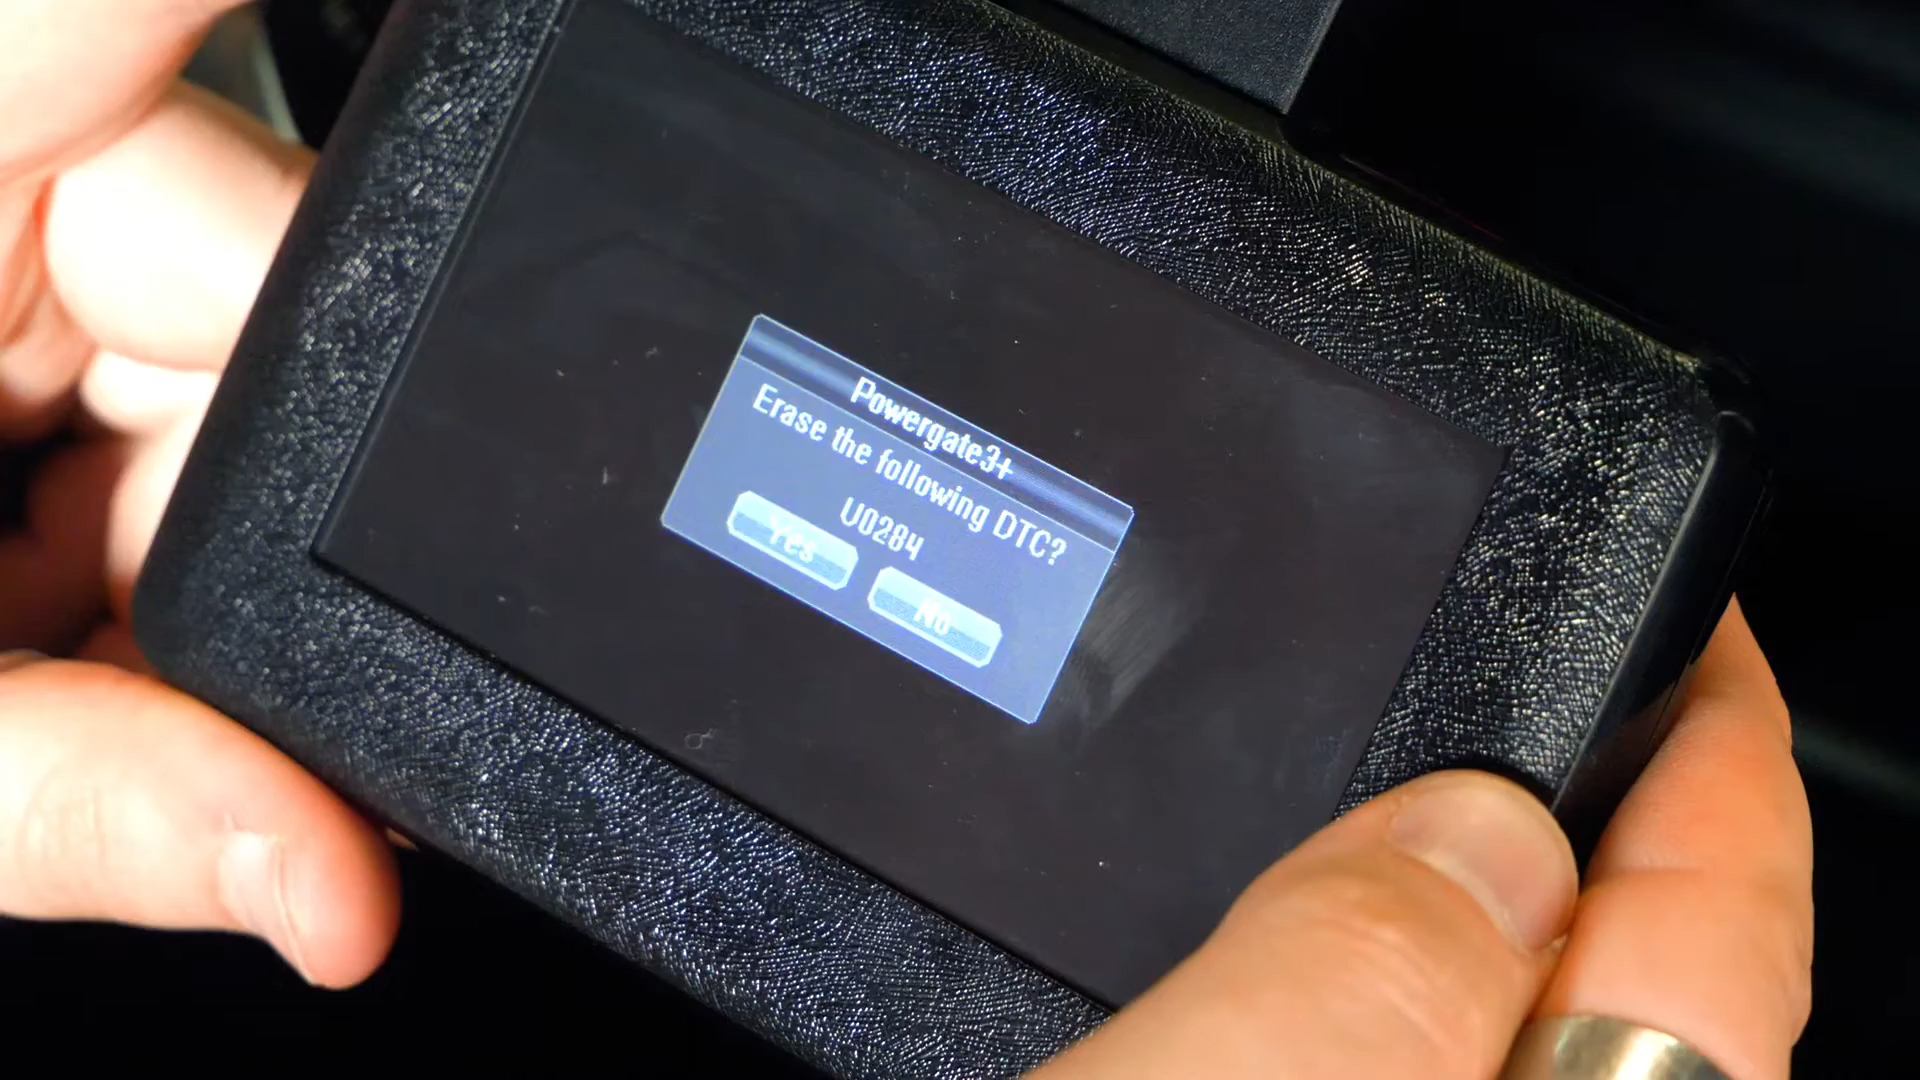 Powergate3+
Erase the following DTC?
U0284
Yes
No